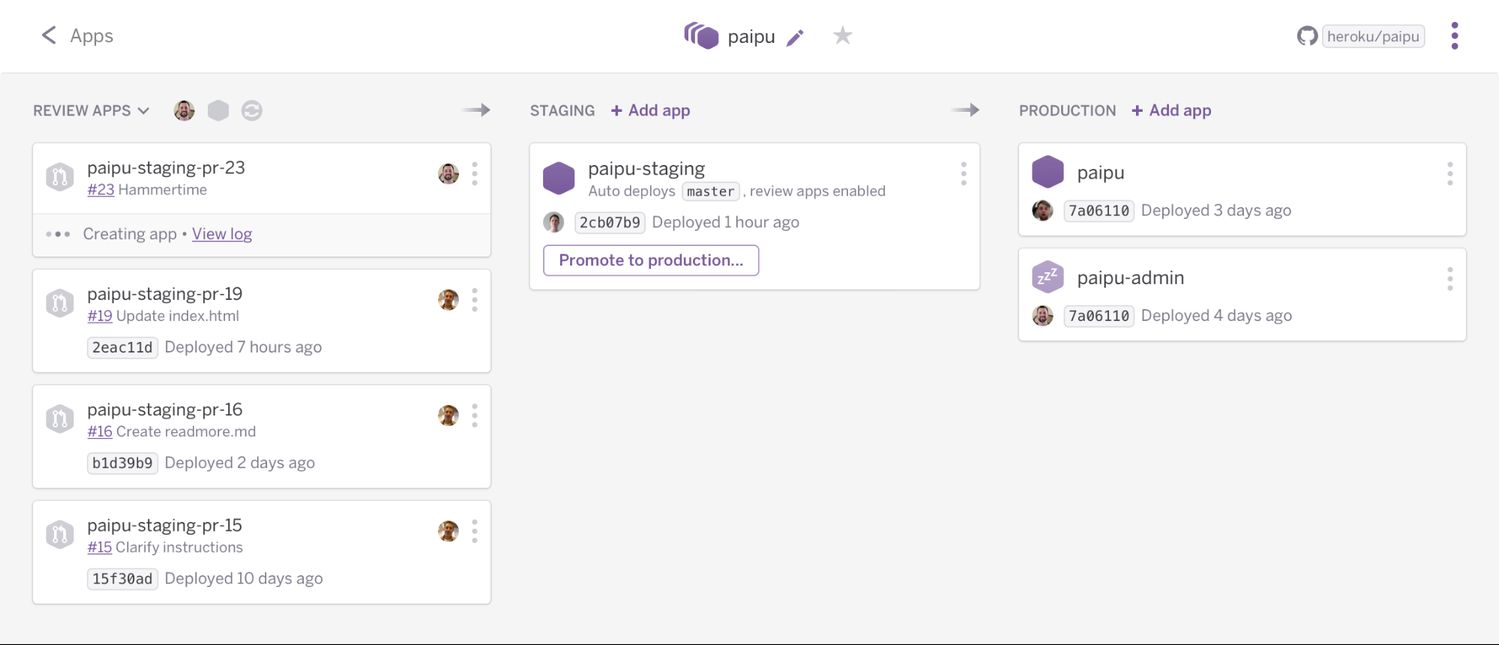 Apps
paipu
heroku/paipu
REVIEW APPS
paipu-staging-pr-23
#23 Hammertime
Creating app • View log
paipu-staging-pr-19
#19 Update index.html
2eac11d Deployed 7 hours ago
paipu-staging-pr-16
#16 Create readmore.md
b1d39b9 Deployed 2 days ago
paipu-staging-pr-15
#15 Clarify instructions
15f30ad Deployed 10 days ago
STAGING + Add app
paipu-staging
Auto deploys master , review apps enabled
2cb07b9 Deployed 1 hour ago
Promote to production...
PRODUCTION + Add app
paipu
7a06110 Deployed 3 days ago
zzz
paipu-admin
7a06110 Deployed 4 days ago